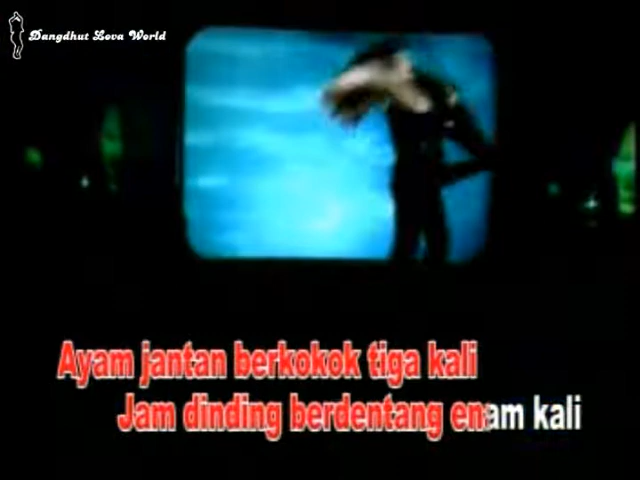 Dangdhut Lova World
Ayam jantan berkokok tiga kali
Jam dinding berdentang enam kali